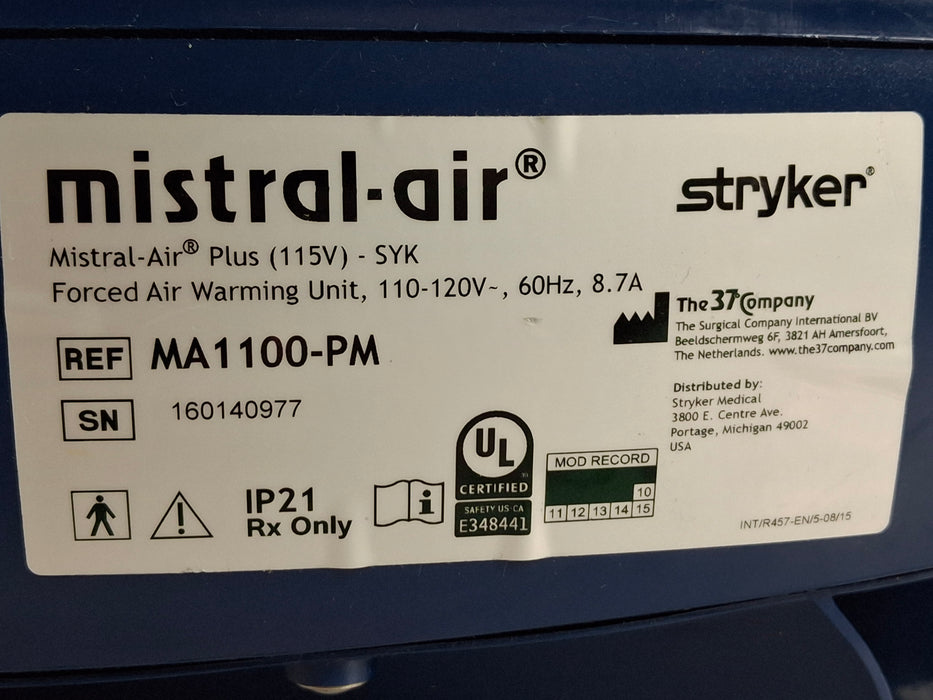 mistral-air®
stryker®
Mistral-Air® Plus (115V) - SYK
Forced Air Warming Unit, 110-120V~, 60Hz, 8.7A
REF MA1100-PM
SN 160140977
The 37°Company
The Surgical Company International BV
Beeldschermweg 6F, 3821 AH Amersfoort,
The Netherlands. www.the37company.com
Distributed by:
Stryker Medical
3800 E. Centre Ave.
Portage, Michigan 49002
USA
IP21
Rx Only
i
UL
CERTIFIED
SAFETY US CA
E348441
MOD RECORD
10
11 12 13 14 15
INT/R457-EN/5-08/15